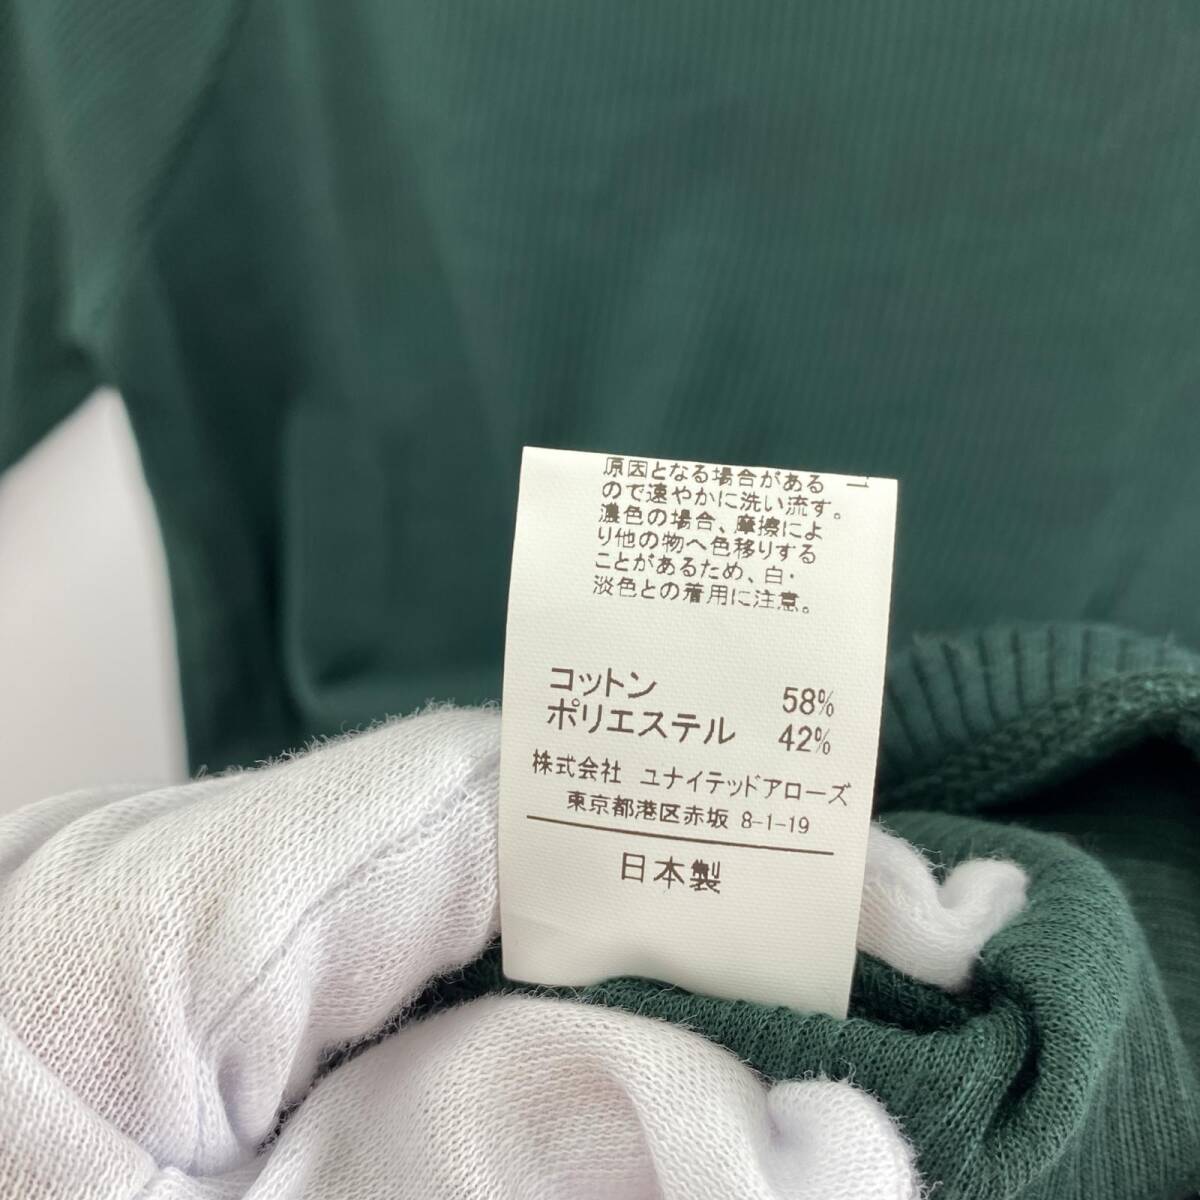 原因となる場合がある
ので速やかに洗い流す。
濃色の場合、摩擦によ
り他の物へ色移りする
ことがあるため、白・
淡色との着用に注意。
コットン 58%
ポリエステル 42%
株式会社 ユナイテッドアローズ
東京都港区赤坂 8-1-19
日本製